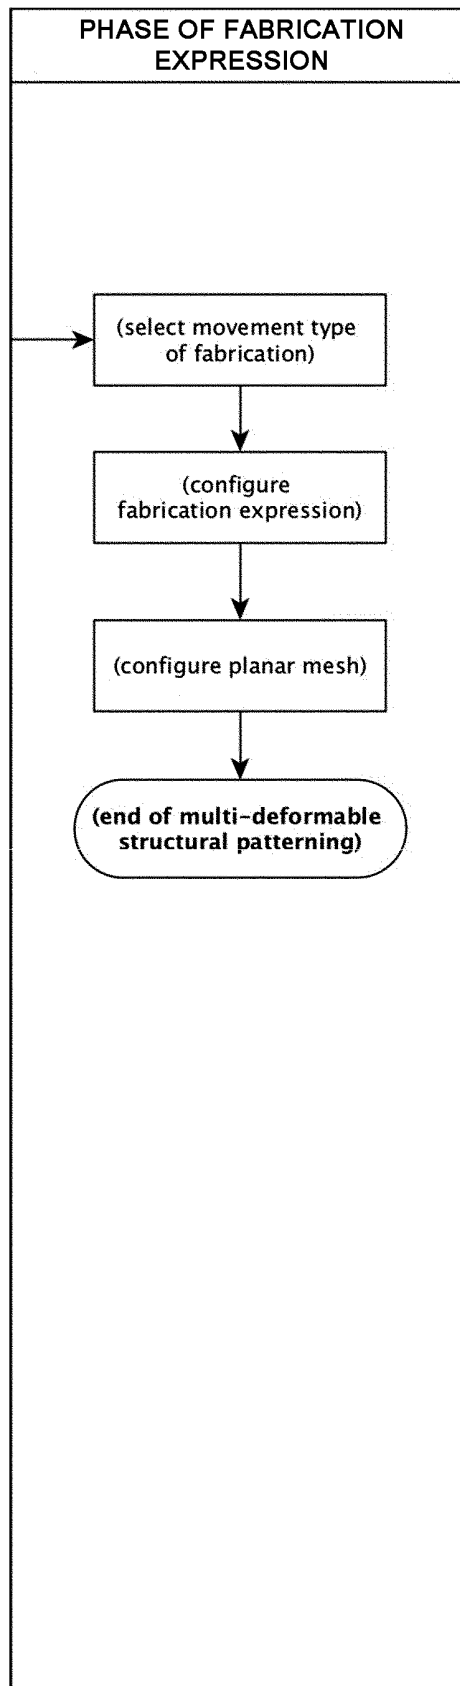 PHASE OF FABRICATION
EXPRESSION
(select movement type
of fabrication)
(configure
fabrication expression)
(configure planar mesh)
(end of multi-deformable
structural patterning)